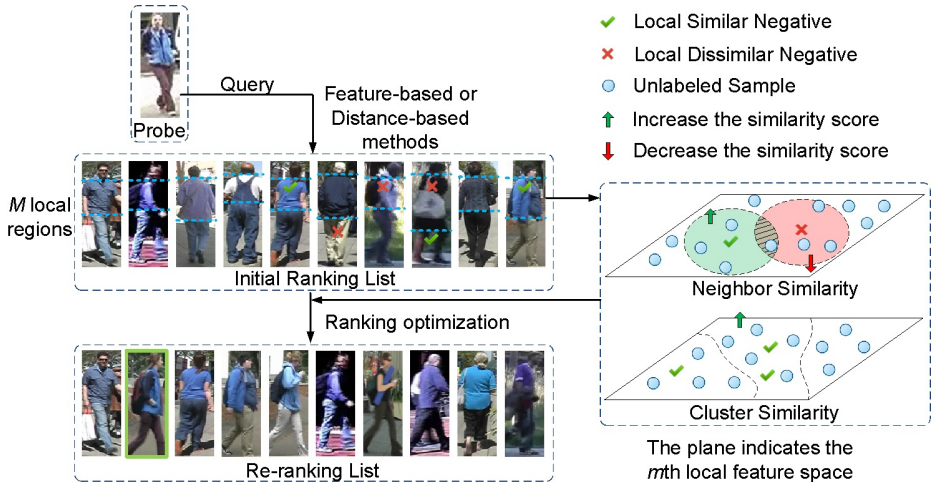 Probe
Query
Feature-based or
Distance-based
methods
M local
regions
Initial Ranking List
Ranking optimization
Re-ranking List
Local Similar Negative
Local Dissimilar Negative
Unlabeled Sample
Increase the similarity score
Decrease the similarity score
Neighbor Similarity
Cluster Similarity
The plane indicates the
mth local feature space